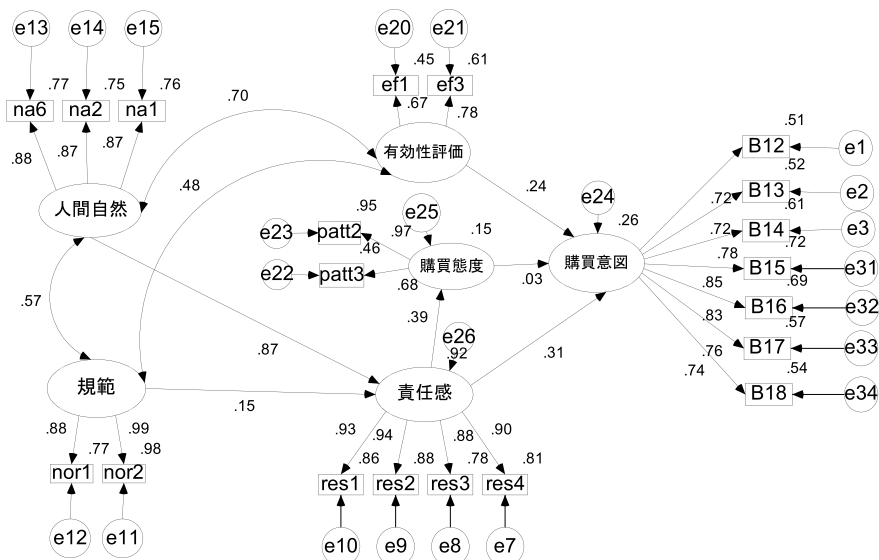 e13
e14
e15
e20
e21
.77
.75
.76
.45
.61
na6
na2
na1
ef1
ef3
.88
.87
.87
.67
.78
.70
.48
有効性評価
人間自然
.51
B12
e1
.52
B13
e2
.72
.61
B14
e3
.72
.72
B15
e31
.78
.69
B16
e32
.85
.57
B17
e33
.83
.54
B18
e34
.76
.74
.24
e24
.26
購買意図
.95
e25
e23
patt2
.97
.15
.46
e22
patt3
購買態度
.68
.03
.57
.39
e26
.92
.87
.31
規範
責任感
.15
.88
.99
.77
.98
nor1
nor2
e12
e11
.93
.94
.88
.90
.86
.88
.78
.81
res1
res2
res3
res4
e10
e9
e8
e7